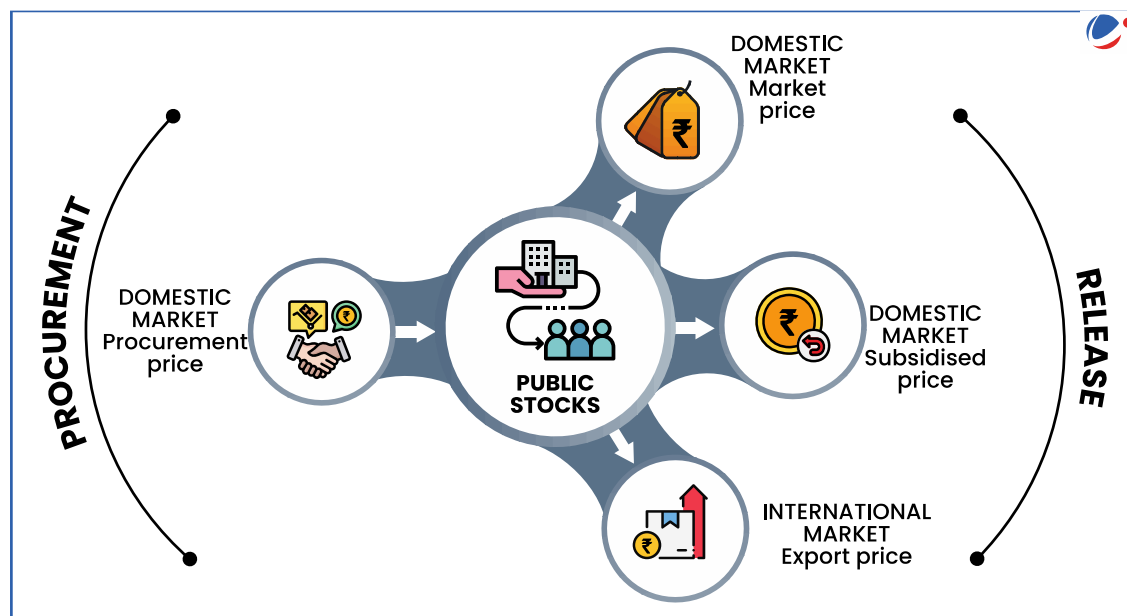 PROCUREMENT
DOMESTIC
MARKET
Procurement
price
₹
PUBLIC
STOCKS
DOMESTIC
MARKET
Market
price
₹
DOMESTIC
MARKET
Subsidised
price
₹
INTERNATIONAL
MARKET
Export price
₹
RELEASE